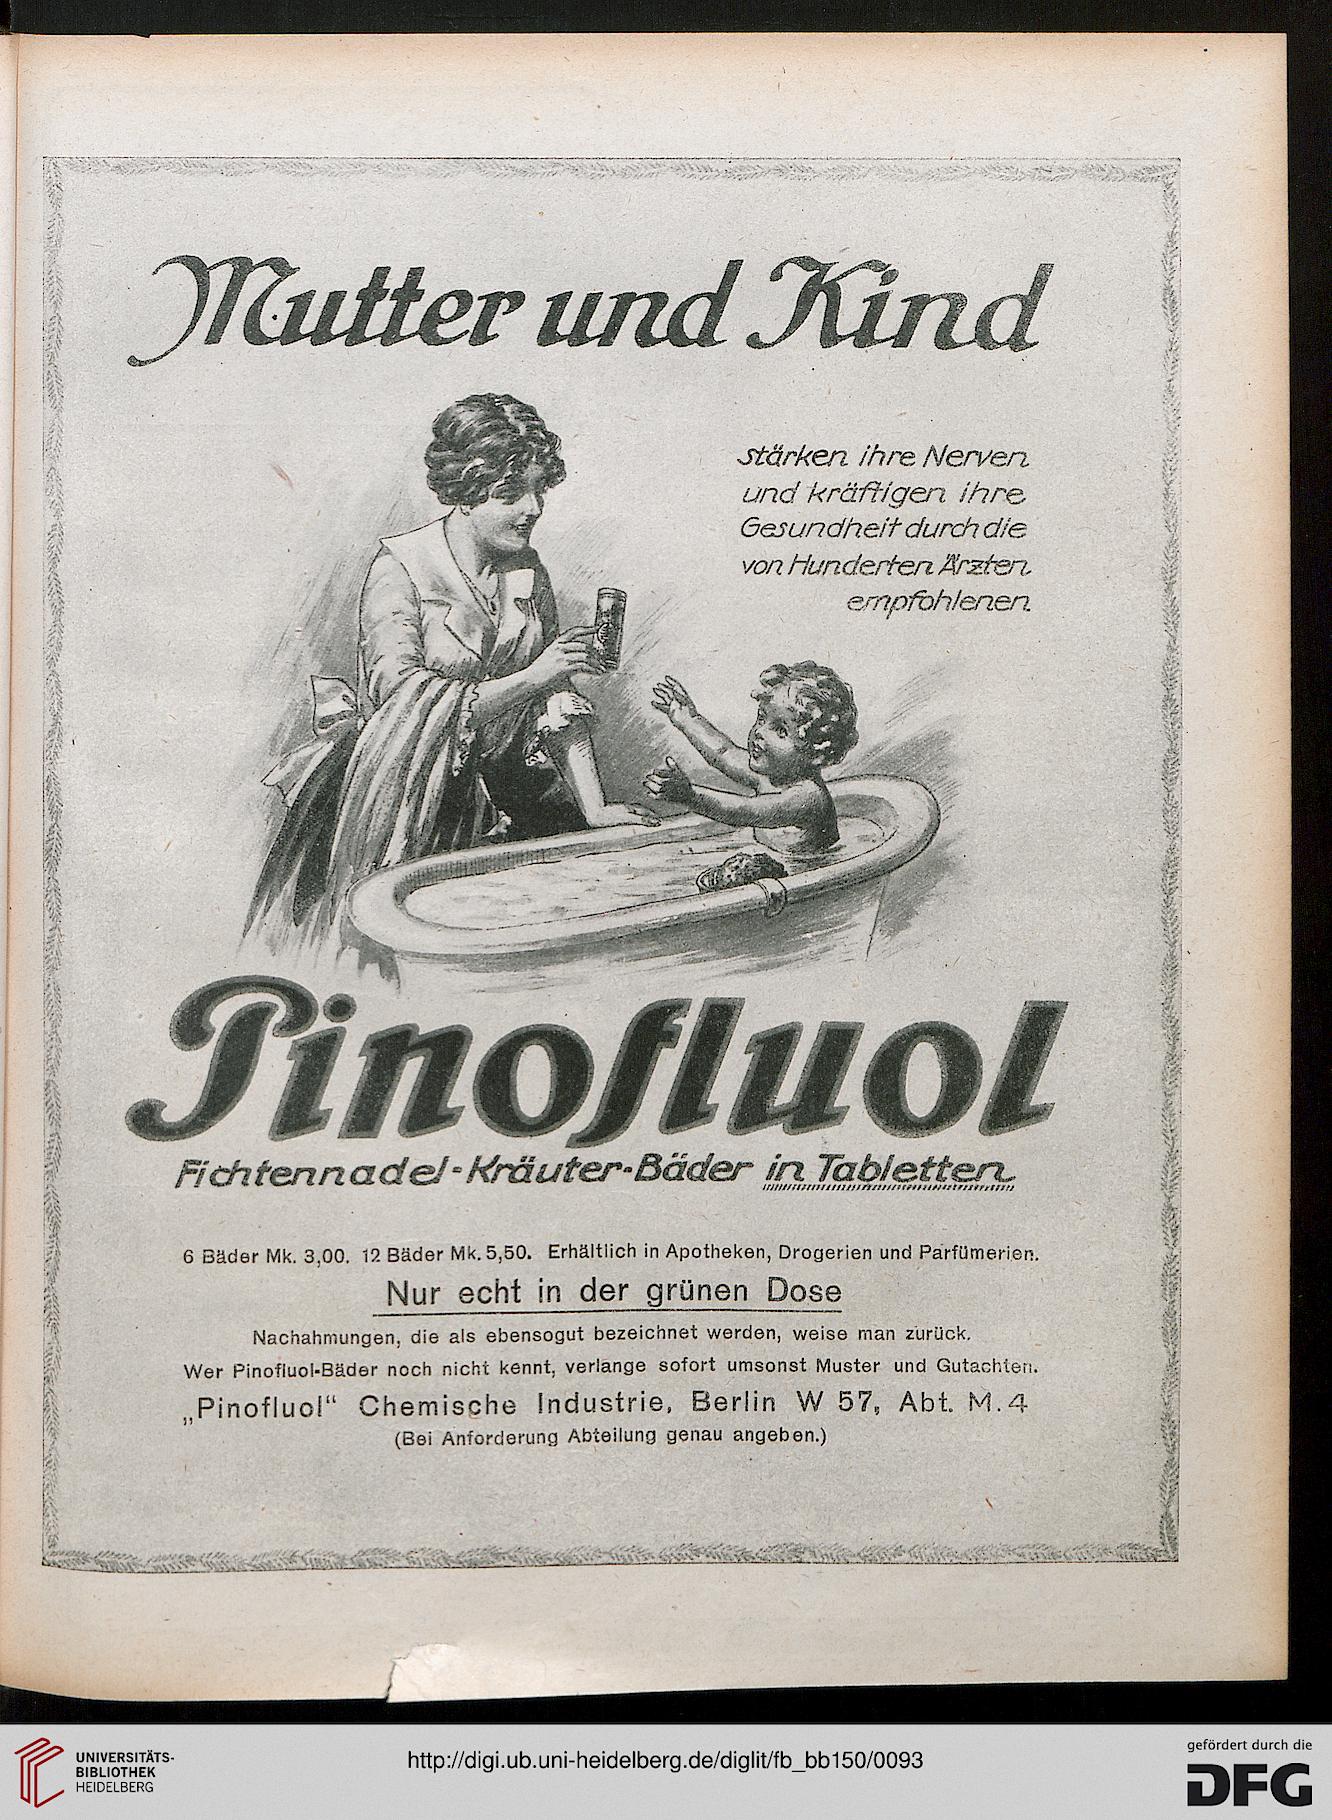 Mutter und Kind
stärken ihre Nerven
und kräftigen ihre
Gesundheit durch die
von Hunderten Ärzten
empfohlenen
Pinofluol
Fichtennadel-Kräuter-Bäder in Tabletten
6 Bäder Mk. 3,00. 12 Bäder Mk. 5,50. Erhältlich in Apotheken, Drogerien und Parfümerien.
Nur echt in der grünen Dose
Nachahmungen, die als ebensogut bezeichnet werden, weise man zurück.
Wer Pinofluol-Bäder noch nicht kennt, verlange sofort umsonst Muster und Gutachten.
„Pinofluol“ Chemische Industrie, Berlin W 57, Abt. M. 4
(Bei Anforderung Abteilung genau angeben.)
UNIVERSITÄTS-
BIBLIOTHEK
HEIDELBERG
http://digi.ub.uni-heidelberg.de/diglit/fb_bb150/0093
gefördert durch die
DFG